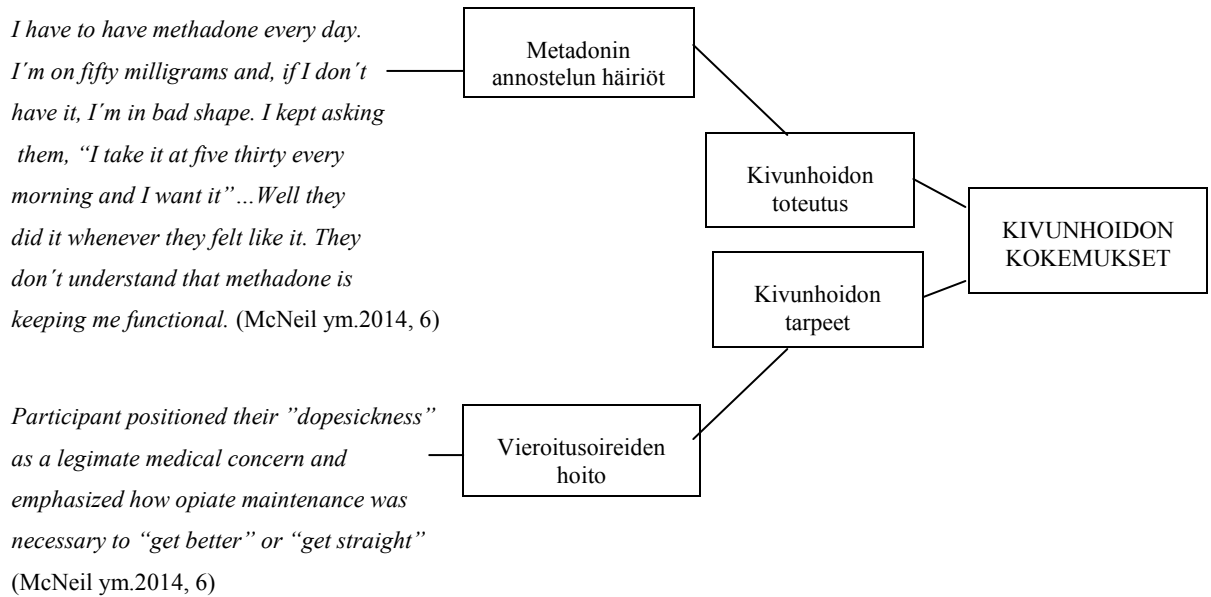 I have to have methadone every day.
I´m on fifty milligrams and, if I don´t
have it, I´m in bad shape. I kept asking
them, “I take it at five thirty every
morning and I want it”…Well they
did it whenever they felt like it. They
don´t understand that methadone is
keeping me functional. (McNeil ym.2014, 6)
Metadonin
annostelun häiriöt
Kivunhoidon
toteutus
KIVUNHOIDON
KOKEMUKSET
Kivunhoidon
tarpeet
Participant positioned their ”dopesickness”
as a legimate medical concern and
emphasized how opiate maintenance was
necessary to “get better” or “get straight”
(McNeil ym.2014, 6)
Vieroitusoireiden
hoito